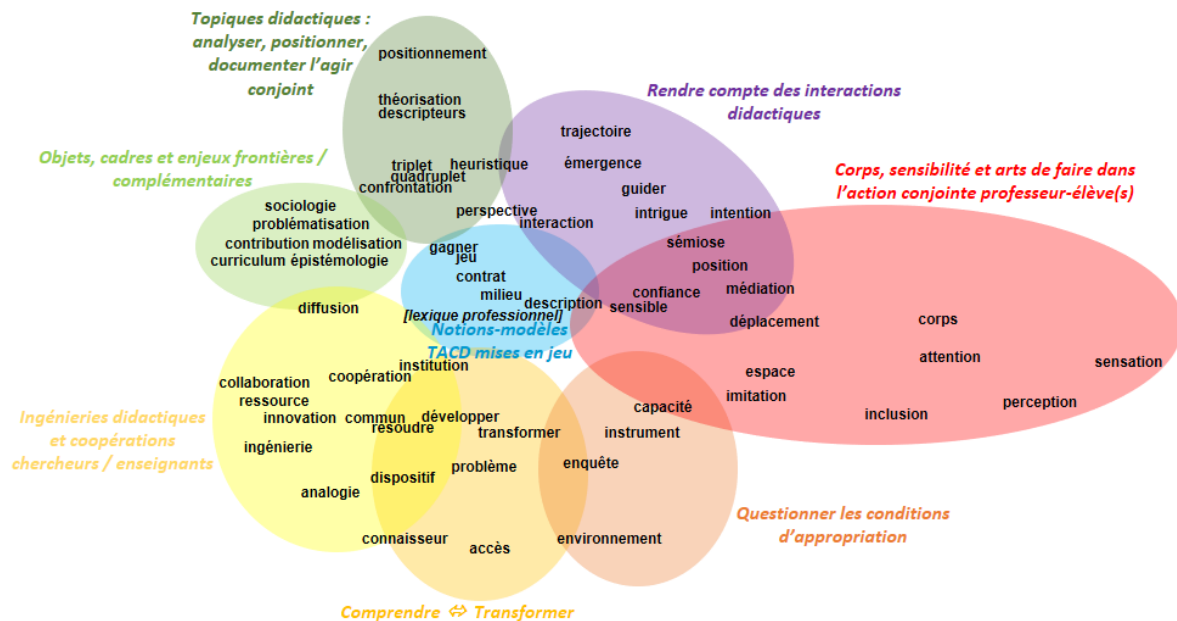 Topiques didactiques :
analyser, positionner,
documenter l'agir
conjoint
positionnement
théorisation
descripteurs
triplet
heuristique
quadruplet
confrontation
perspective
Rendre compte des interactions
didactiques
trajectoire
émergence
guider
intrigue
intention
interaction
sémiose
position
confiance
médiation
sensible
déplacement
Objets, cadres et enjeux frontières /
complémentaires
sociologie
problématisation
contribution modélisation
curriculum épistémologie
gagner
jeu
contrat
milieu
description
[lexique professionnel]
Notions-modèles
TACD mises en jeu
Corps, sensibilité et arts de faire dans
l'action conjointe professeur-élève(s)
corps
attention
sensation
espace
imitation
perception
inclusion
capacité
Ingénieries didactiques
et coopérations
chercheurs / enseignants
diffusion
institution
coopération
collaboration
ressource
innovation
commun
développer
résoudre
ingénierie
dispositif
analogie
connaisseur
transformer
problème
accès
Comprendre ⇔ Transformer
instrument
enquête
environnement
Questionner les conditions
d'appropriation